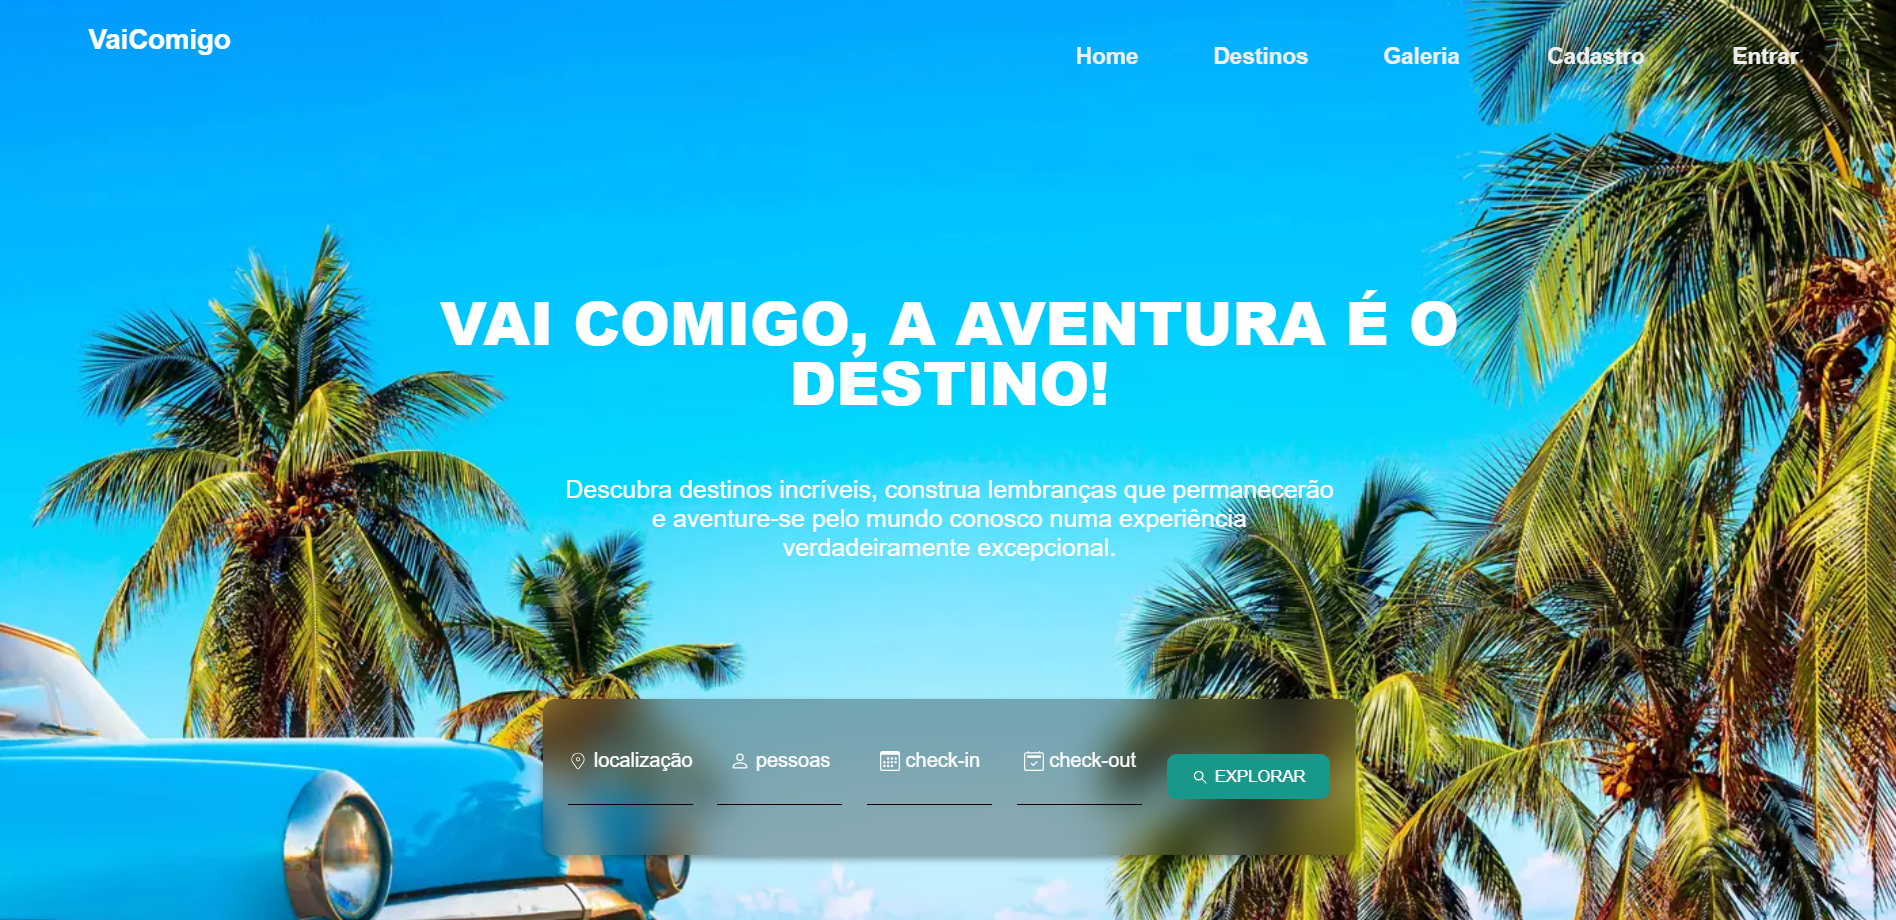 VaiComigo
Home Destinos Galeria Cadastro Entrar
VAI COMIGO, A AVENTURA É O
DESTINO!
Descubra destinos incríveis, construa lembranças que permanecerão
e aventure-se pelo mundo conosco numa experiência
verdadeiramente excepcional.
localização pessoas check-in check-out EXPLORAR